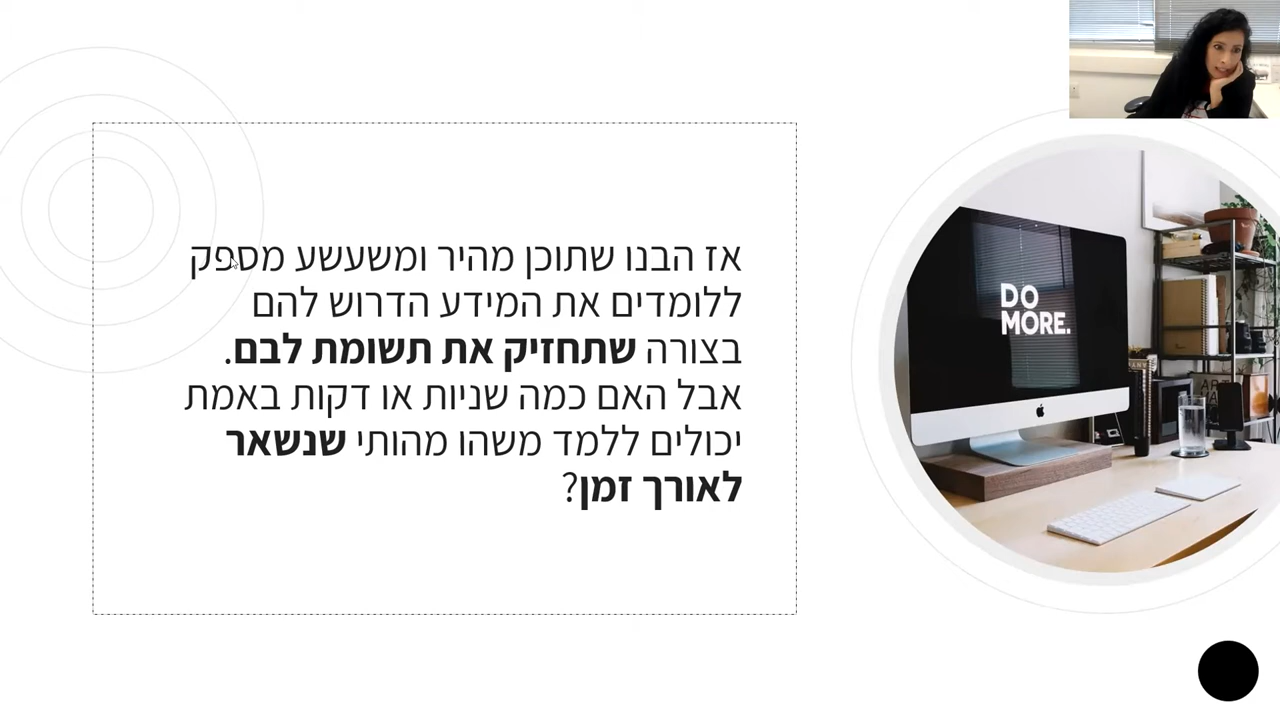 אז הבנו שתוכן מהיר ומשעשע מספק
ללומדים את המידע הדרוש להם
בצורה שתחזיק את תשומת לבם.
אבל האם כמה שניות או דקות באמת
יכולים ללמד משהו מהותי שנשאר
לאורך זמן?
DO
MORE.